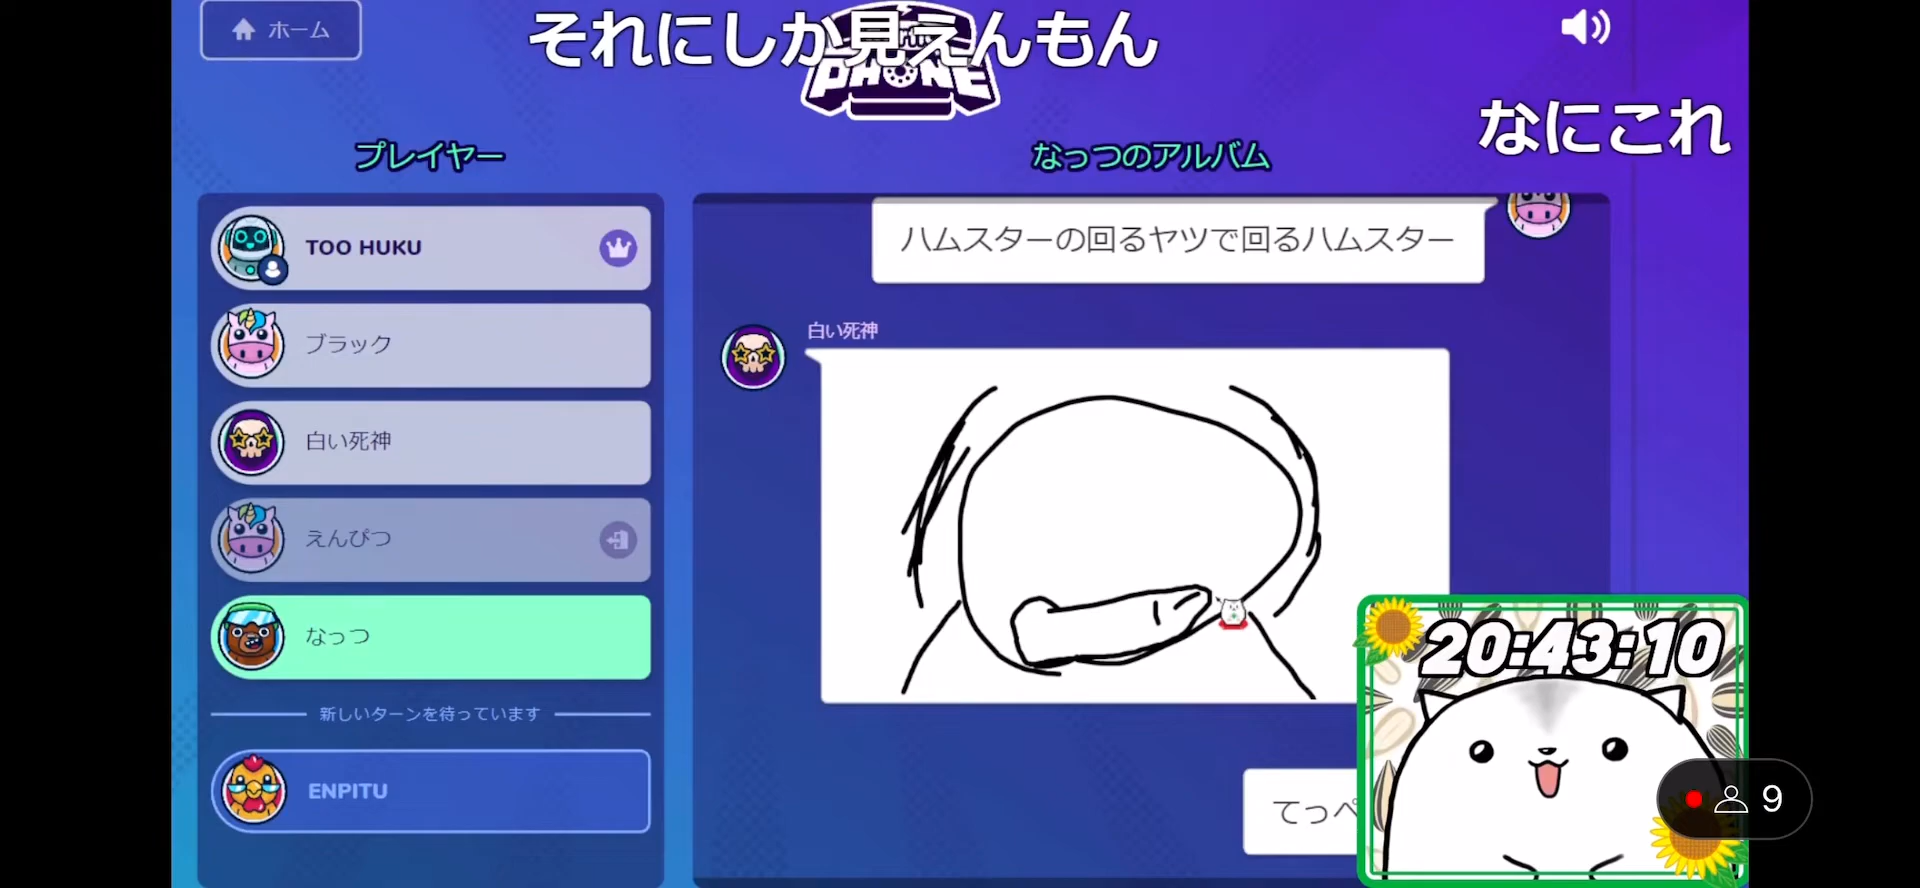 ホーム
それにしか見えんもん
PHONE
なにこれ
プレイヤー
なっつのアルバム
TOO HUKU
ハムスターの回るヤツで回るハムスター
ブラック
白い死神
白い死神
えんぴつ
なっつ
新しいターンを待っています
ENPITU
てっぺ
20:43:10
9